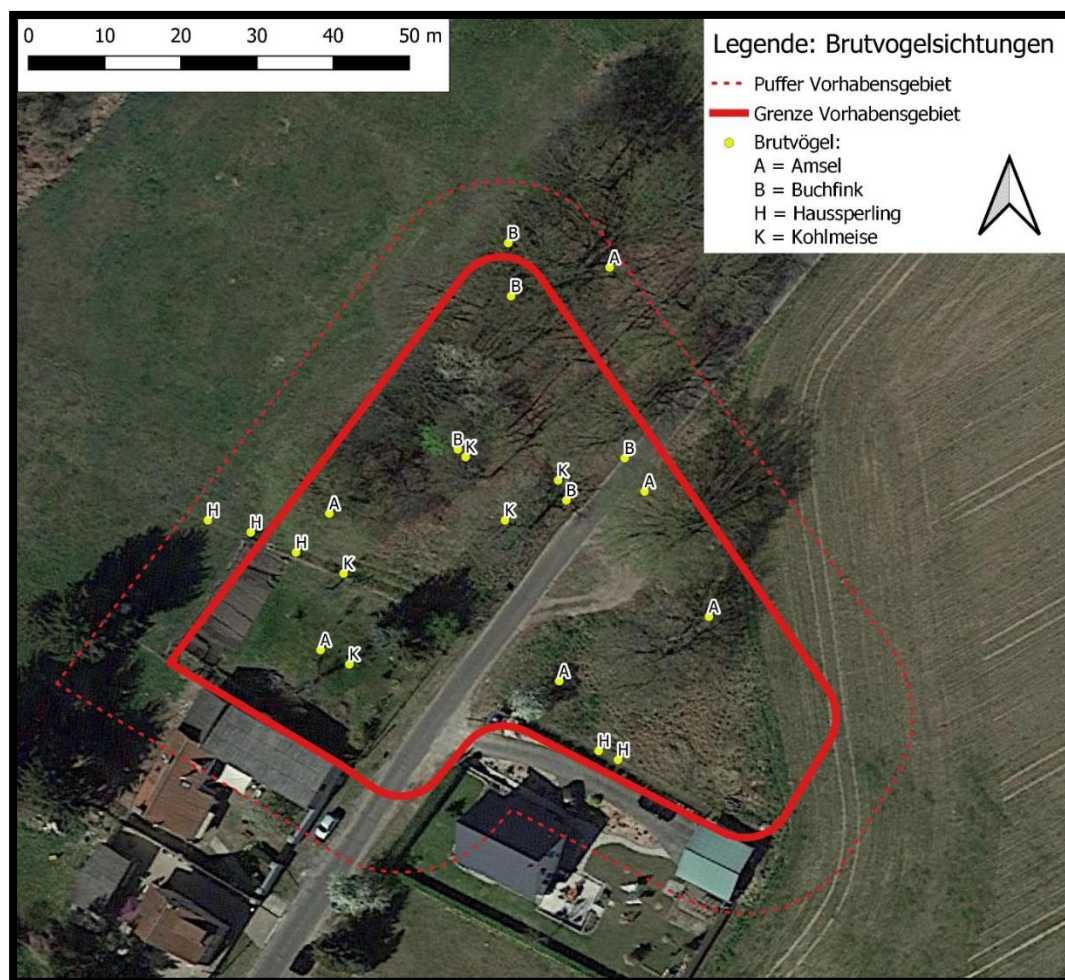 0 10 20 30 40 50 m
Legende: Brutvogelsichtungen
Puffer Vorhabensgebiet
Grenze Vorhabensgebiet
Brutvögel:
A = Amsel
B = Buchfink
H = Haussperling
K = Kohlmeise
B
A
B
B
K
B
K
A
B
H
A
K
H
H
K
A
A
K
A
H
H